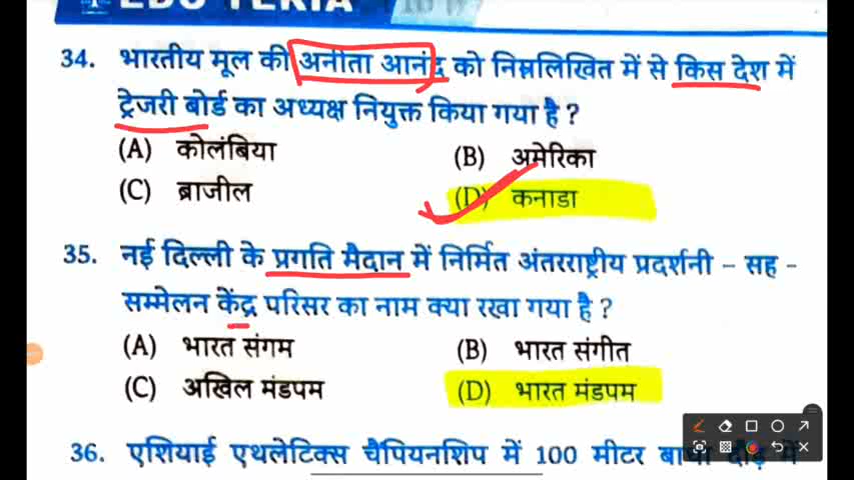 34. भारतीय मूल की अनीता आनंद को निम्नलिखित में से किस देश में
ट्रेजरी बोर्ड का अध्यक्ष नियुक्त किया गया है ?
(A) कोलंबिया (B) अमेरिका
(C) ब्राजील (D) कनाडा
35. नई दिल्ली के प्रगति मैदान में निर्मित अंतरराष्ट्रीय प्रदर्शनी – सह –
सम्मेलन केंद्र परिसर का नाम क्या रखा गया है ?
(A) भारत संगम (B) भारत संगीत
(C) अखिल मंडपम (D) भारत मंडपम
36. एशियाई एथलेटिक्स चैंपियनशिप में 100 मीटर बाधा दौड़ में